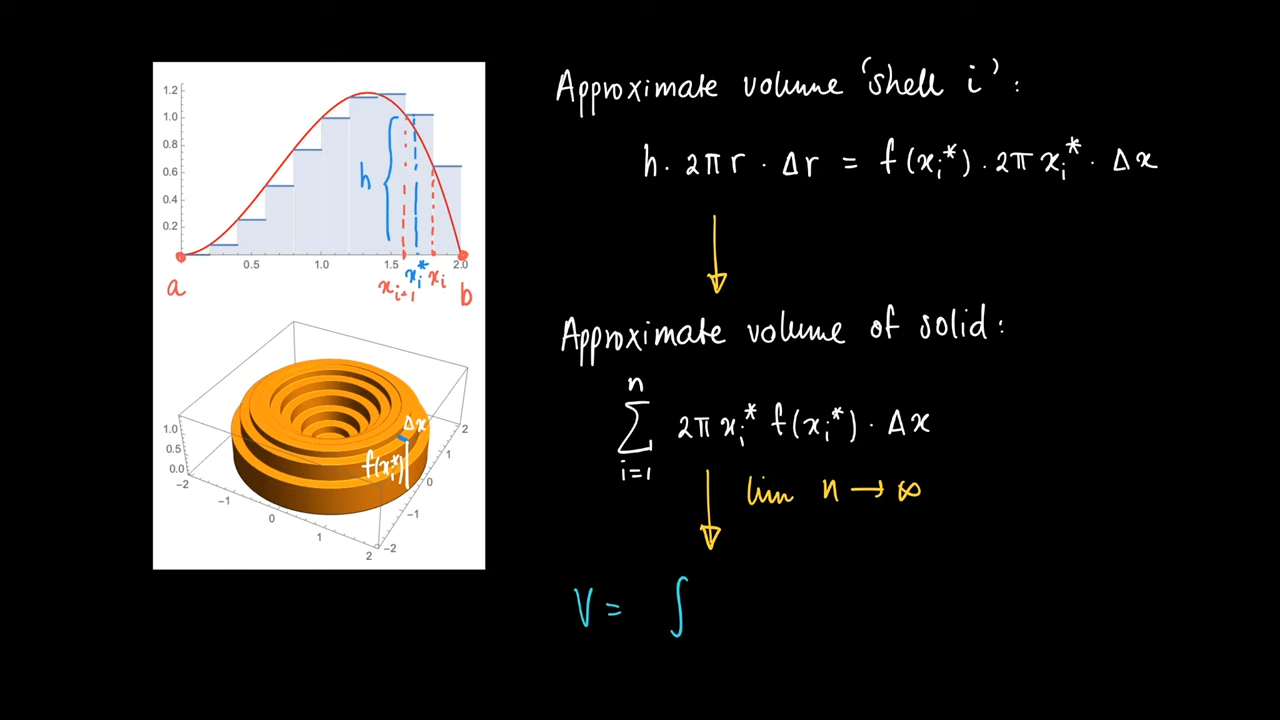 Approximate volume 'shell i':
h · 2πr · Δr = f(xᵢ*) · 2πxᵢ* · Δx
Approximate volume of solid:
n
∑ 2πxᵢ* f(xᵢ*) · Δx
i=1
lim n → ∞
V = ∫
1.2
1.0
0.8
0.6
0.4
0.2
h
0.5 1.0 1.5 2.0
a xᵢ₊₁ xᵢ* xᵢ b
Δx
f(xᵢ*)
1.0
0.5
0.0
-2 -1 0 1 2
-2 -1 0 1 2